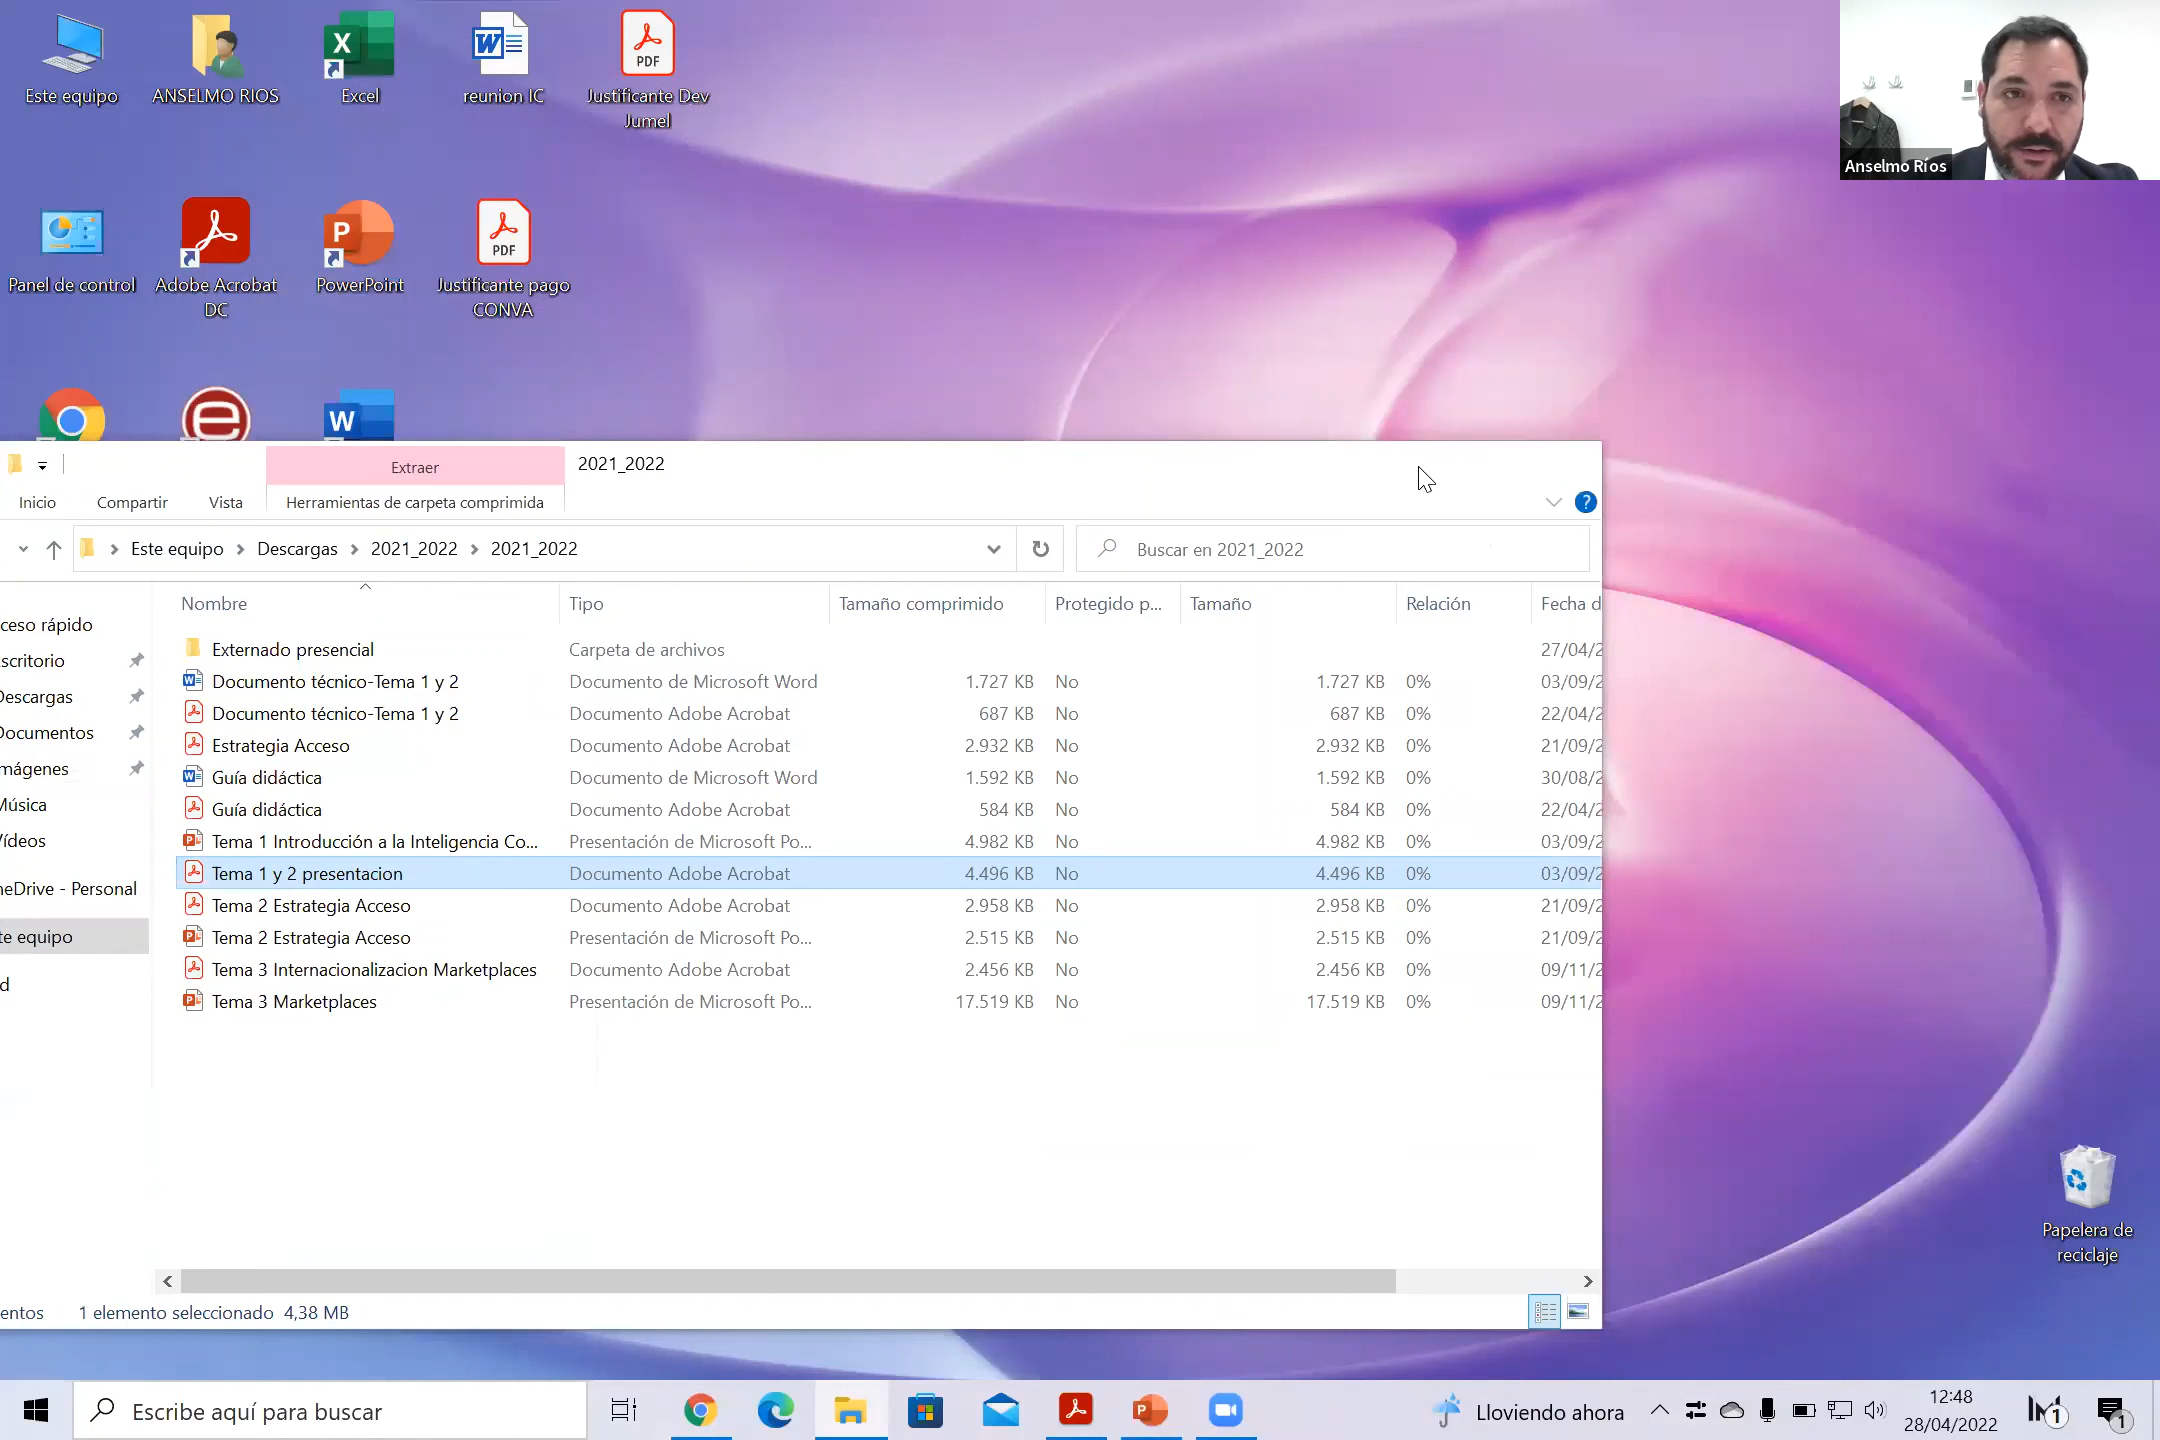 Este equipo
ANSELMO RIOS
Excel
reunion IC
PDF
Justificante Dev
Jumel
Anselmo Ríos
Panel de control
Adobe Acrobat
DC
PowerPoint
PDF
Justificante pago
CONVA
Extraer
2021_2022
Inicio
Compartir
Vista
Herramientas de carpeta comprimida
Este equipo > Descargas > 2021_2022 > 2021_2022
Buscar en 2021_2022
Nombre Tipo Tamaño comprimido Protegido p... Tamaño Relación Fecha d
ceso rápido
scritorio
Descargas
Documentos
mágenes
Música
Vídeos
neDrive - Personal
te equipo
d
Externado presencial Carpeta de archivos 27/04/2
Documento técnico-Tema 1 y 2 Documento de Microsoft Word 1.727 KB No 1.727 KB 0% 03/09/2
Documento técnico-Tema 1 y 2 Documento Adobe Acrobat 687 KB No 687 KB 0% 22/04/2
Estrategia Acceso Documento Adobe Acrobat 2.932 KB No 2.932 KB 0% 21/09/2
Guía didáctica Documento de Microsoft Word 1.592 KB No 1.592 KB 0% 30/08/2
Guía didáctica Documento Adobe Acrobat 584 KB No 584 KB 0% 22/04/2
Tema 1 Introducción a la Inteligencia Co... Presentación de Microsoft Po... 4.982 KB No 4.982 KB 0% 03/09/2
Tema 1 y 2 presentacion Documento Adobe Acrobat 4.496 KB No 4.496 KB 0% 03/09/2
Tema 2 Estrategia Acceso Documento Adobe Acrobat 2.958 KB No 2.958 KB 0% 21/09/2
Tema 2 Estrategia Acceso Presentación de Microsoft Po... 2.515 KB No 2.515 KB 0% 21/09/2
Tema 3 Internacionalizacion Marketplaces Documento Adobe Acrobat 2.456 KB No 2.456 KB 0% 09/11/2
Tema 3 Marketplaces Presentación de Microsoft Po... 17.519 KB No 17.519 KB 0% 09/11/2
entos 1 elemento seleccionado 4,38 MB
Papelera de
reciclaje
Escribe aquí para buscar
Lloviendo ahora
12:48
28/04/2022
1
1